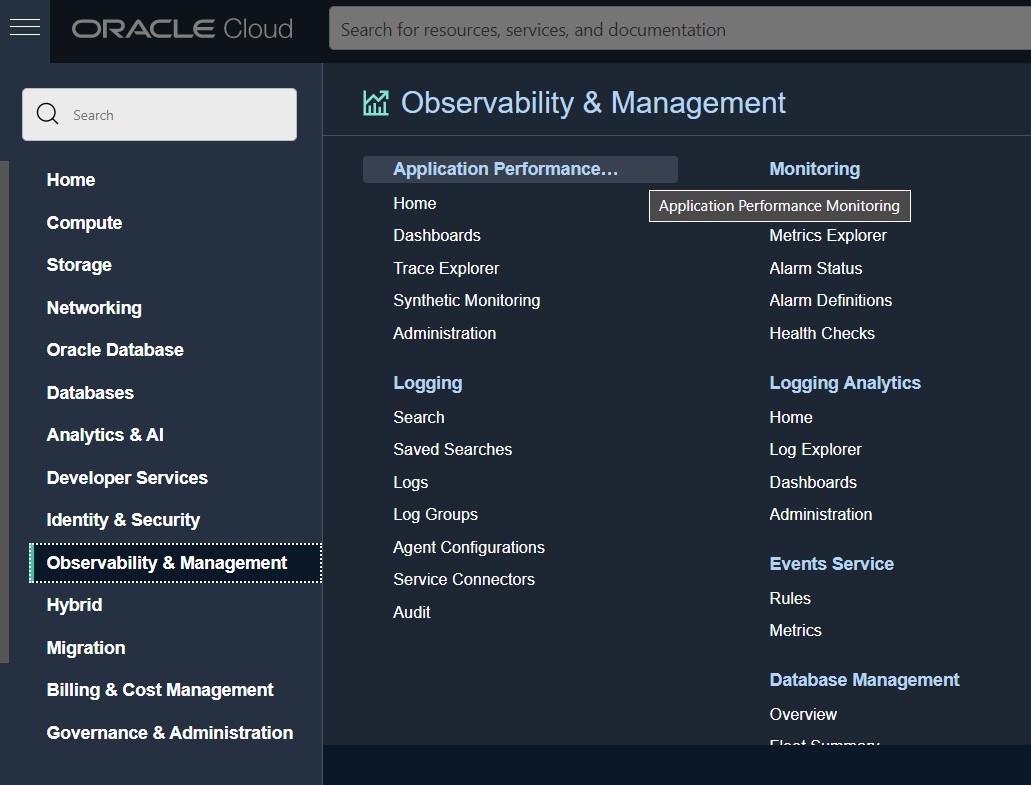 ORACLE Cloud
Search for resources, services, and documentation
Search
Home
Compute
Storage
Networking
Oracle Database
Databases
Analytics & AI
Developer Services
Identity & Security
Observability & Management
Hybrid
Migration
Billing & Cost Management
Governance & Administration
Observability & Management
Application Performance…
Home
Dashboards
Trace Explorer
Synthetic Monitoring
Administration
Logging
Search
Saved Searches
Logs
Log Groups
Agent Configurations
Service Connectors
Audit
Monitoring
Application Performance Monitoring
Metrics Explorer
Alarm Status
Alarm Definitions
Health Checks
Logging Analytics
Home
Log Explorer
Dashboards
Administration
Events Service
Rules
Metrics
Database Management
Overview
Fleet Summary